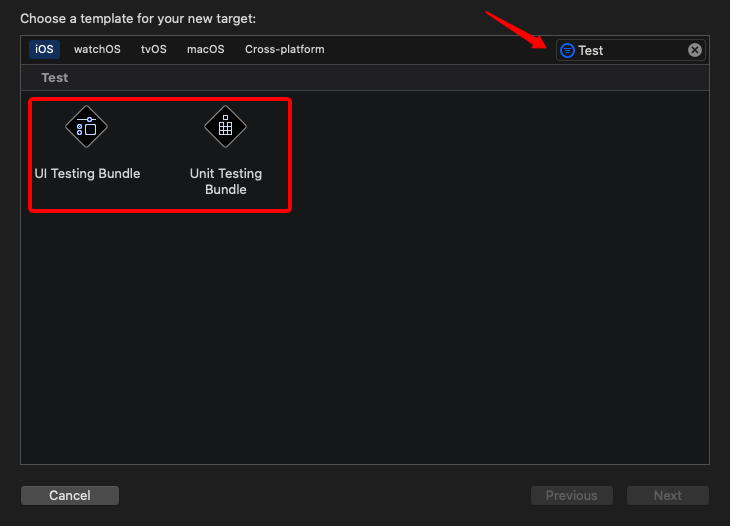 Choose a template for your new target:
iOS watchOS tvOS macOS Cross-platform Test
Test
UI Testing Bundle
Unit Testing
Bundle
Cancel Previous Next